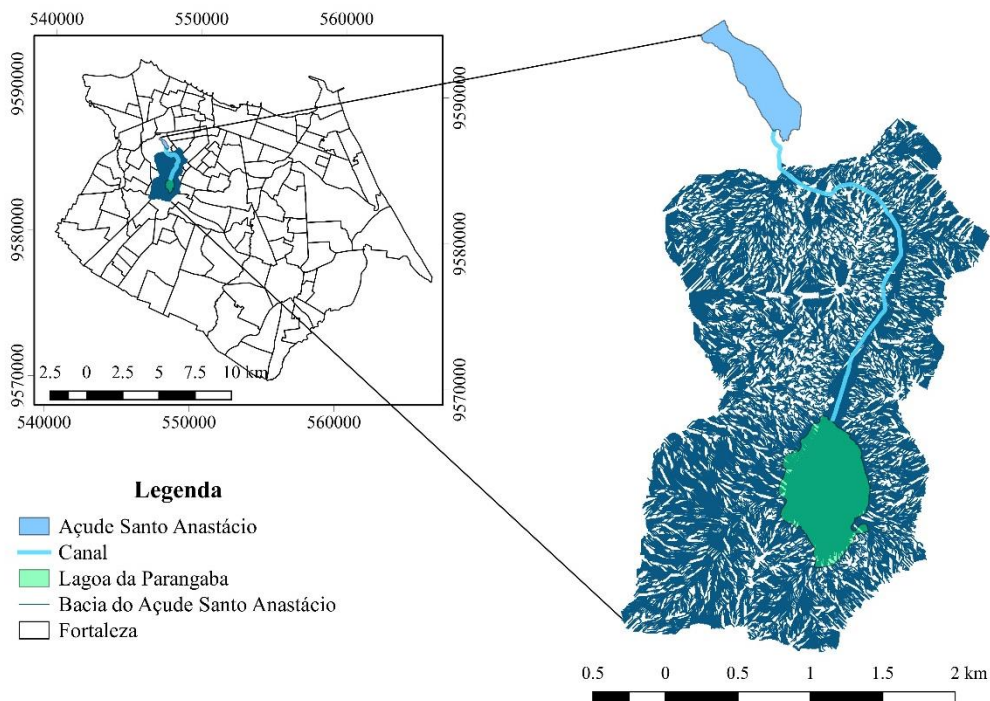 540000 550000 560000
9590000
9590000
9580000
9580000
9570000
9570000
2.5 0 2.5 5 7.5 10 km
540000 550000 560000
Legenda
Açude Santo Anastácio
Canal
Lagoa da Parangaba
Bacia do Açude Santo Anastácio
Fortaleza
0.5 0 0.5 1 1.5 2 km